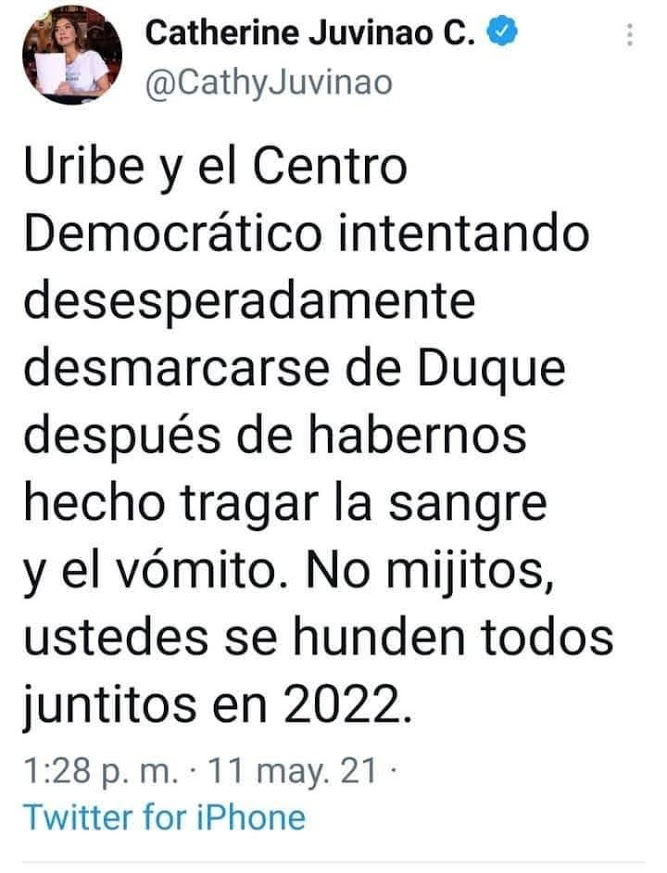 Catherine Juvinao C.
@CathyJuvinao
Uribe y el Centro
Democrático intentando
desesperadamente
desmarcarse de Duque
después de habernos
hecho tragar la sangre
y el vómito. No mijitos,
ustedes se hunden todos
juntitos en 2022.
1:28 p. m. · 11 may. 21 ·
Twitter for iPhone